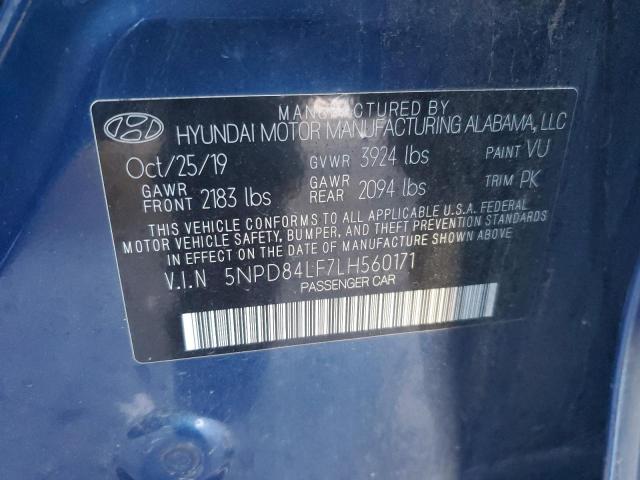 MANUFACTURED BY
HYUNDAI MOTOR MANUFACTURING ALABAMA, LLC
Oct/25/19 GVWR 3924 lbs PAINT VU
GAWR FRONT 2183 lbs GAWR REAR 2094 lbs TRIM PK
THIS VEHICLE CONFORMS TO ALL APPLICABLE U.S.A. FEDERAL
MOTOR VEHICLE SAFETY, BUMPER, AND THEFT PREVENTION STANDARDS
IN EFFECT ON THE DATE OF MANUFACTURE SHOWN ABOVE.
V.I.N 5NPD84LF7LH560171
PASSENGER CAR